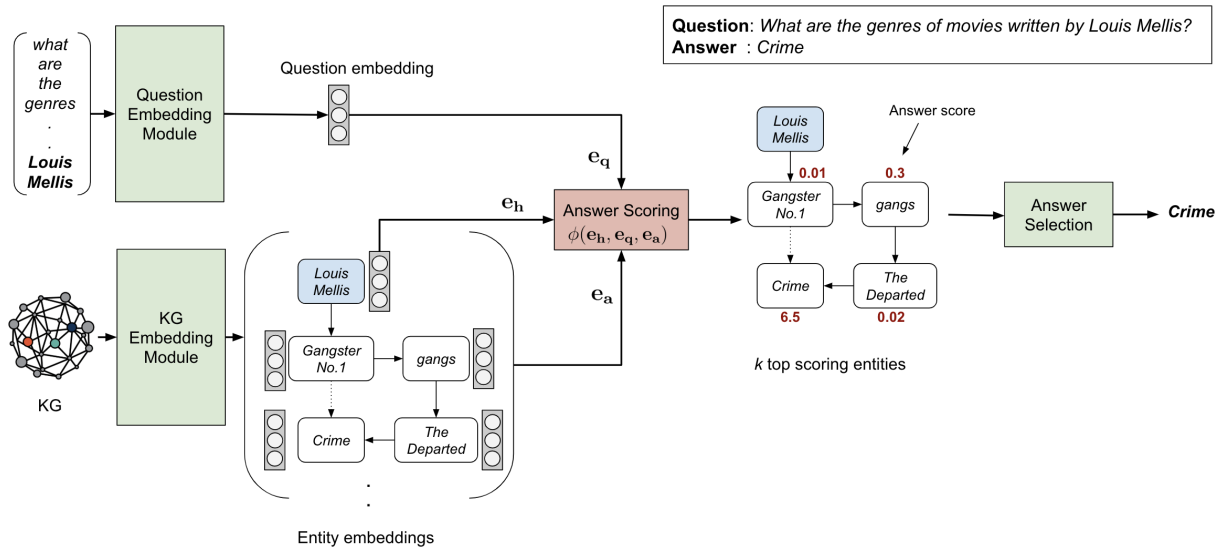 Question: What are the genres of movies written by Louis Mellis?
Answer : Crime
what
are
the
genres
.
.
Louis
Mellis
Question
Embedding
Module
Question embedding
e_q
e_h
Answer Scoring
ϕ(e_h, e_q, e_a)
e_a
KG
KG
Embedding
Module
Louis
Mellis
Gangster
No.1
gangs
Crime
The
Departed
.
.
Entity embeddings
Louis
Mellis
Answer score
0.01
0.3
Gangster
No.1
gangs
Crime
The
Departed
6.5
0.02
k top scoring entities
Answer
Selection
Crime